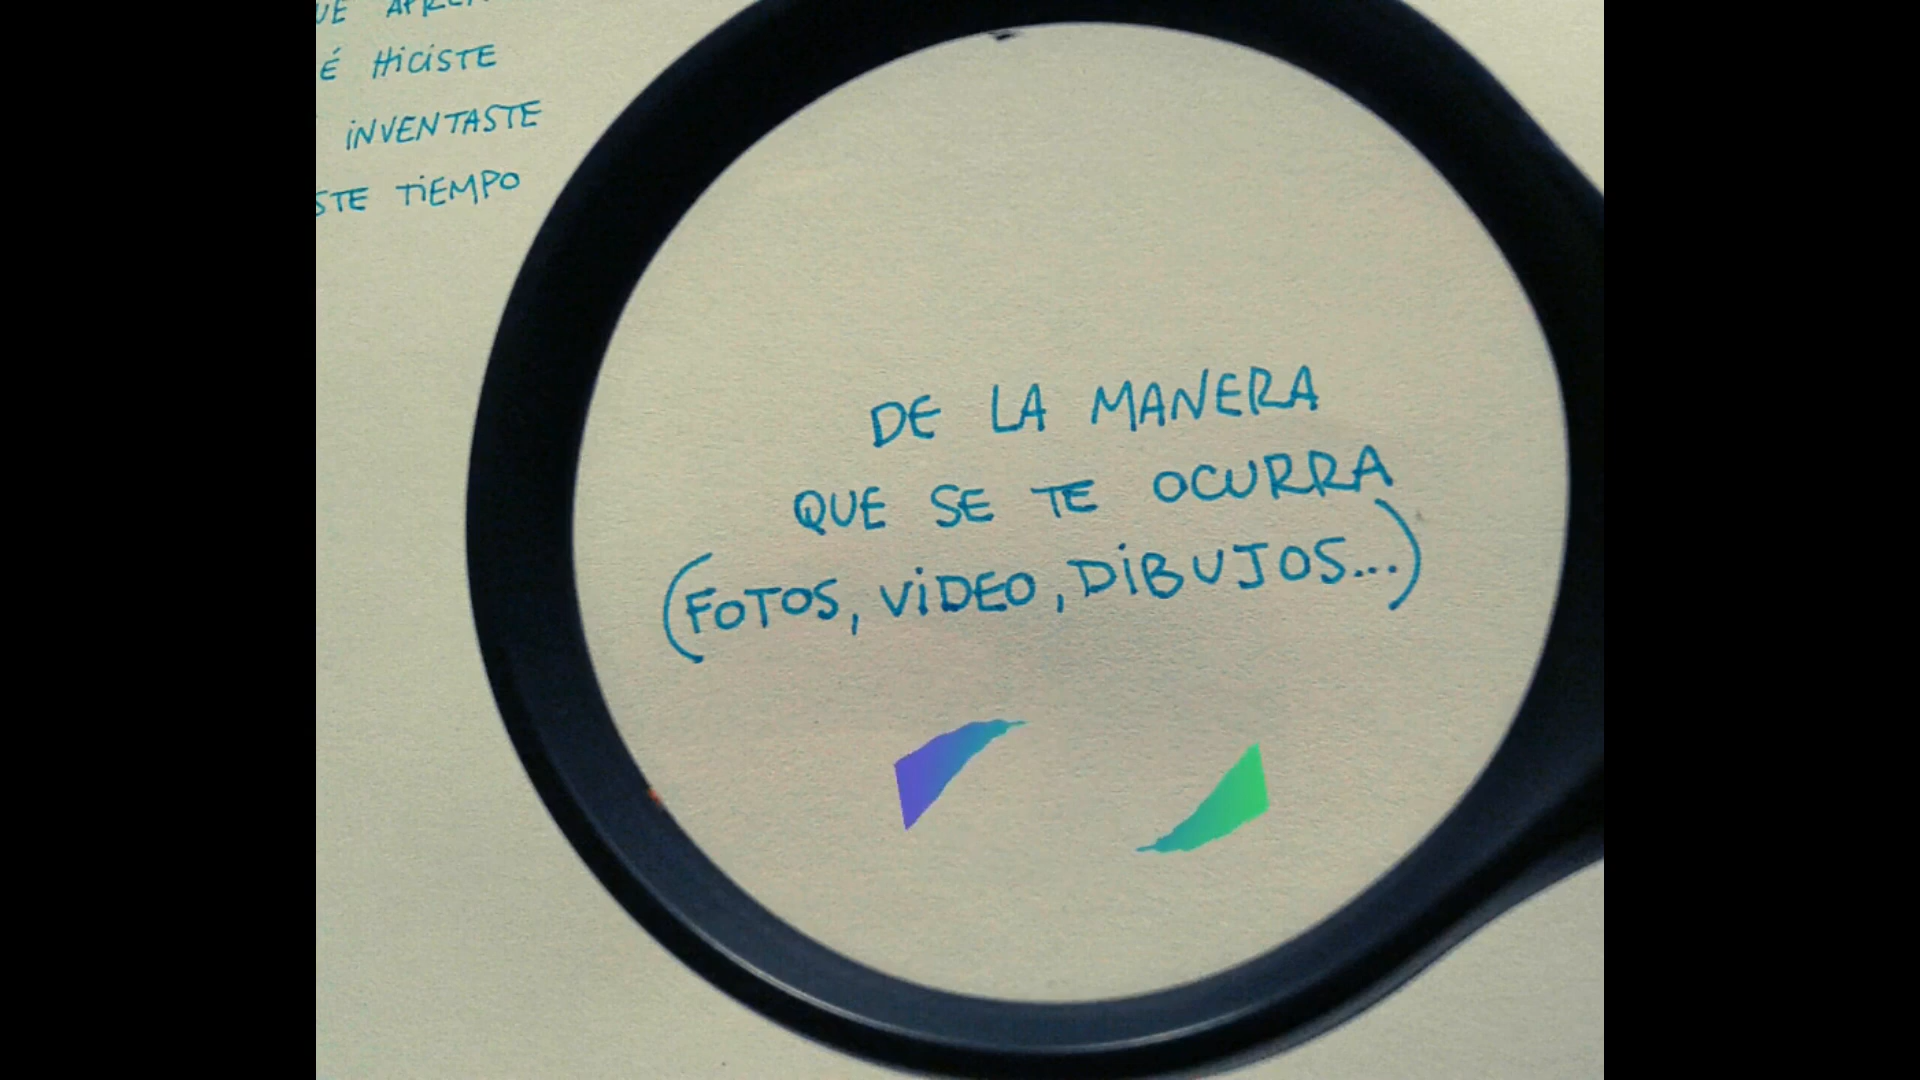 É HICISTE
INVENTASTE
STE TIEMPO
DE LA MANERA
QUE SE TE OCURRA
(FOTOS, VIDEO, DIBUJOS...)